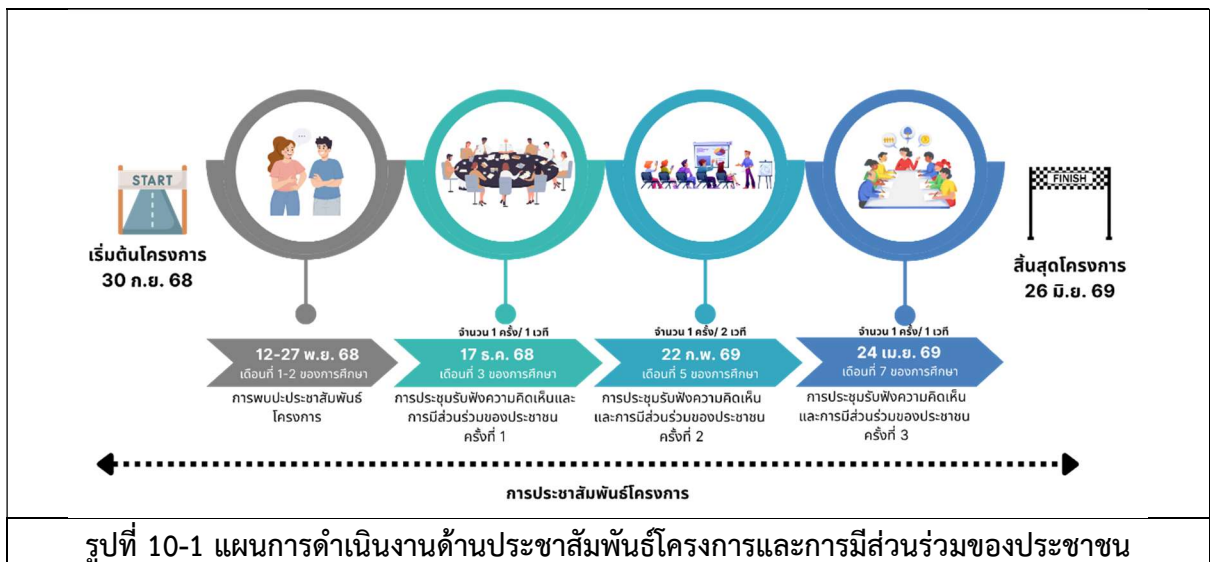 START
เริ่มต้นโครงการ
30 ก.ย. 68
12-27 พ.ย. 68
เดือนที่ 1-2 ของการศึกษา
การพบปะประชาสัมพันธ์
โครงการ
จำนวน 1 ครั้ง/ 1 เวที
17 ธ.ค. 68
เดือนที่ 3 ของการศึกษา
การประชุมรับฟังความคิดเห็นและ
การมีส่วนร่วมของประชาชน
ครั้งที่ 1
จำนวน 1 ครั้ง/ 2 เวที
22 ก.พ. 69
เดือนที่ 5 ของการศึกษา
การประชุมรับฟังความคิดเห็น
และการมีส่วนร่วมของประชาชน
ครั้งที่ 2
จำนวน 1 ครั้ง/ 1 เวที
24 เม.ย. 69
เดือนที่ 7 ของการศึกษา
การประชุมรับฟังความคิดเห็น
และการมีส่วนร่วมของประชาชน
ครั้งที่ 3
FINISH
สิ้นสุดโครงการ
26 มิ.ย. 69
การประชาสัมพันธ์โครงการ
รูปที่ 10-1 แผนการดำเนินงานด้านประชาสัมพันธ์โครงการและการมีส่วนร่วมของประชาชน